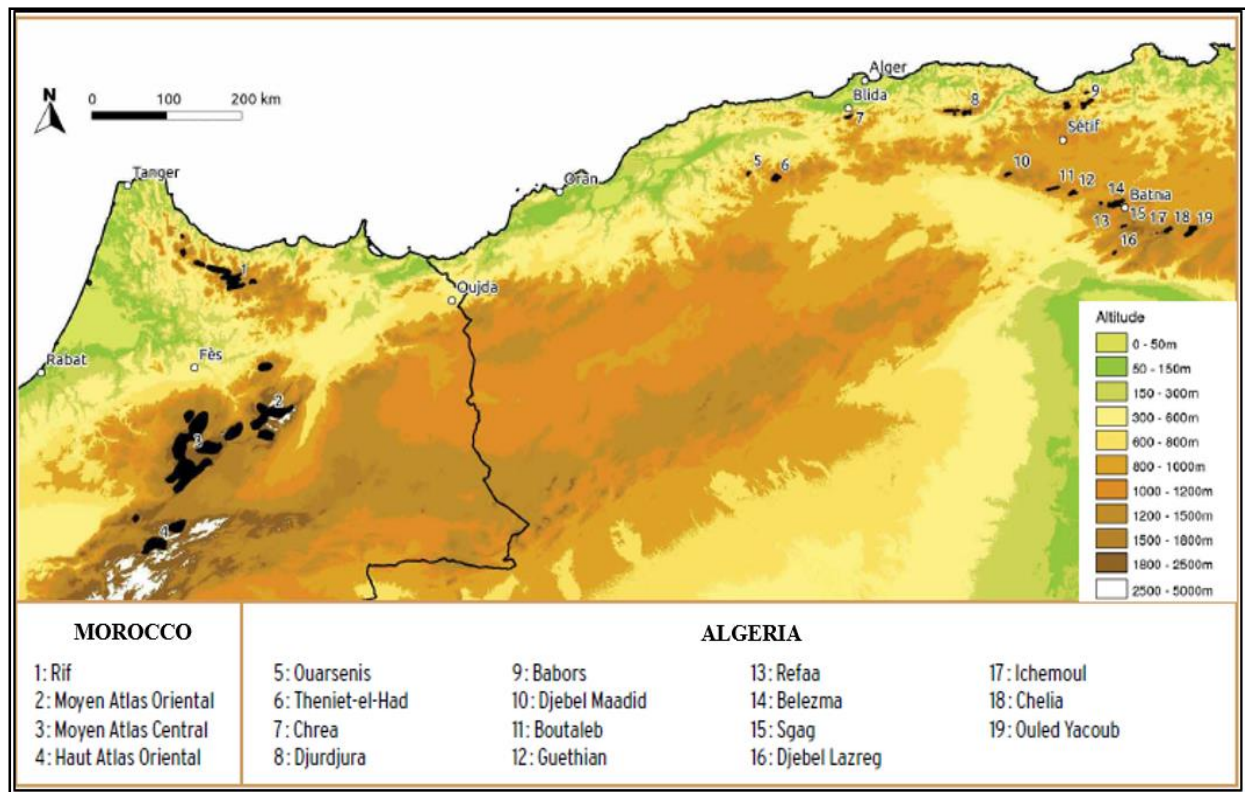 N
0 100 200 km
Tanger
Rabat
Fès
Oujda
Oran
Alger
Blida
Sétif
Batna
1
2
3
4
5
6
7
8
9
10
11
12
13
14
15
16
17
18
19
Altitude
0 - 50m
50 - 150m
150 - 300m
300 - 600m
600 - 800m
800 - 1000m
1000 - 1200m
1200 - 1500m
1500 - 1800m
1800 - 2500m
2500 - 5000m
MOROCCO
1: Rif
2: Moyen Atlas Oriental
3: Moyen Atlas Central
4: Haut Atlas Oriental
ALGERIA
5: Ouarsenis
6: Theniet-el-Had
7: Chrea
8: Djurdjura
9: Babors
10: Djebel Maadid
11: Boutaleb
12: Guethian
13: Refaa
14: Belezma
15: Sgag
16: Djebel Lazreg
17: Ichemoul
18: Chelia
19: Ouled Yacoub